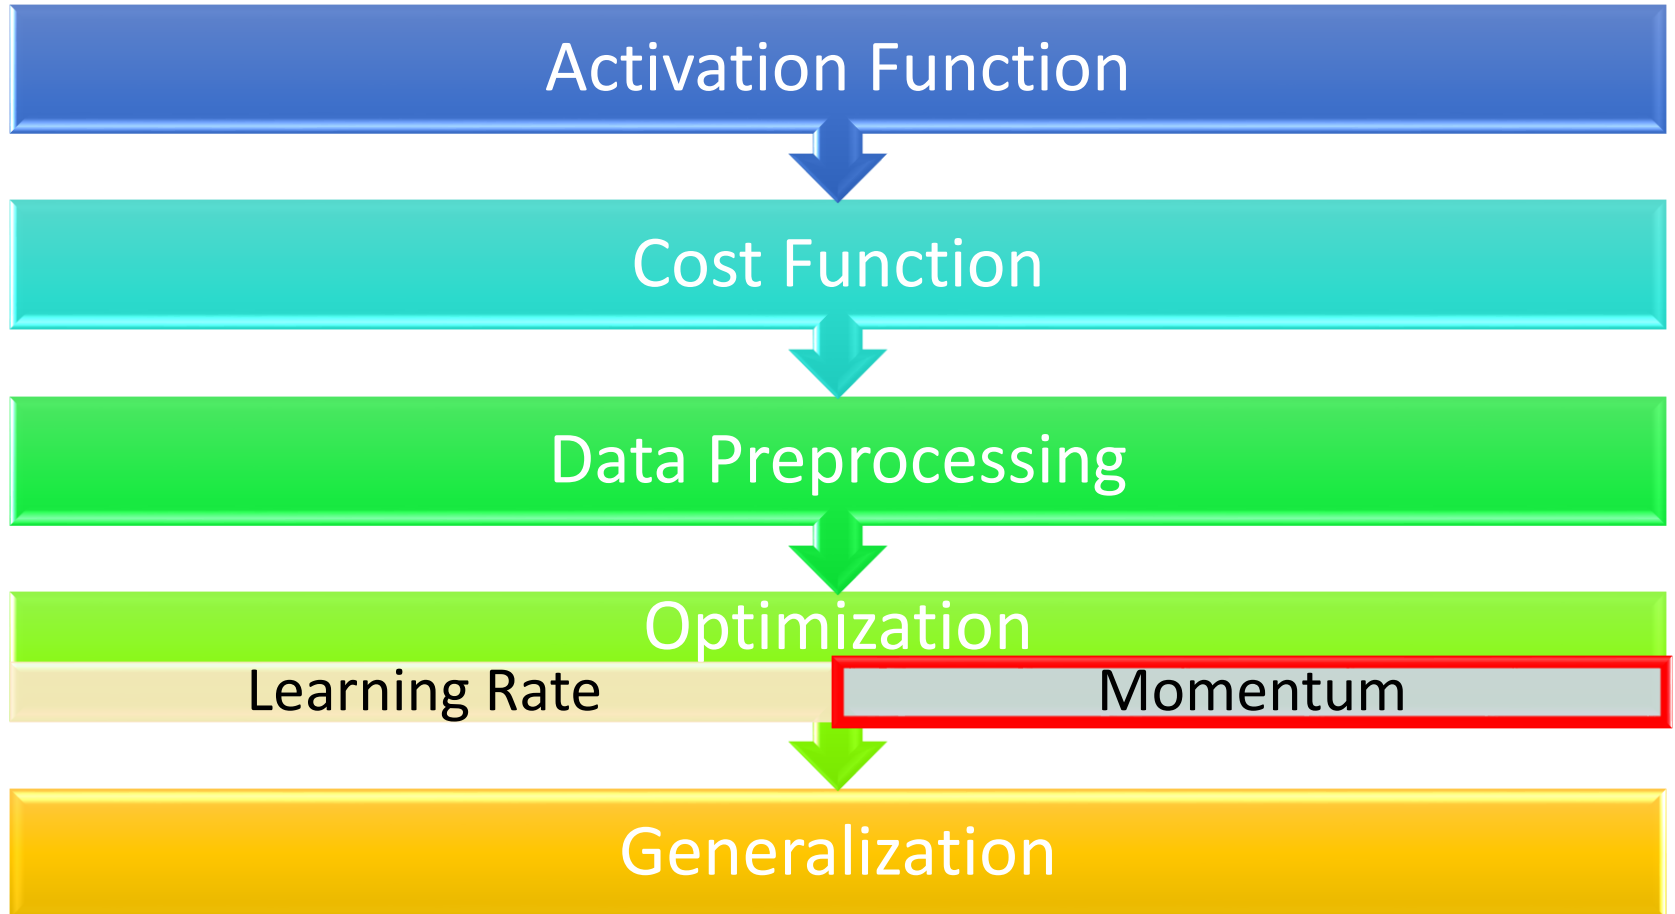 Activation Function
Cost Function
Data Preprocessing
Optimization
Learning Rate
Momentum
Generalization